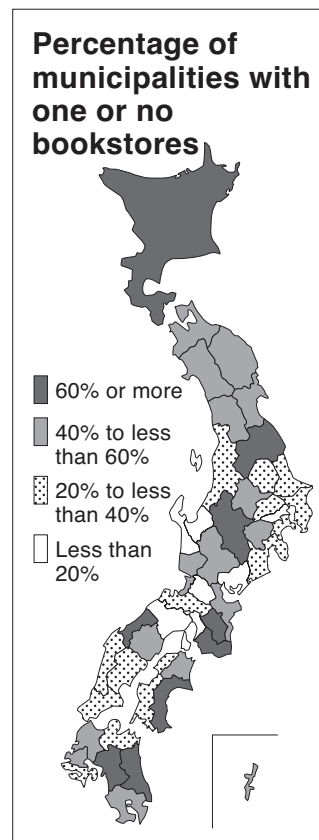 Percentage of
municipalities with
one or no
bookstores
60% or more
40% to less
than 60%
20% to less
than 40%
Less than
20%